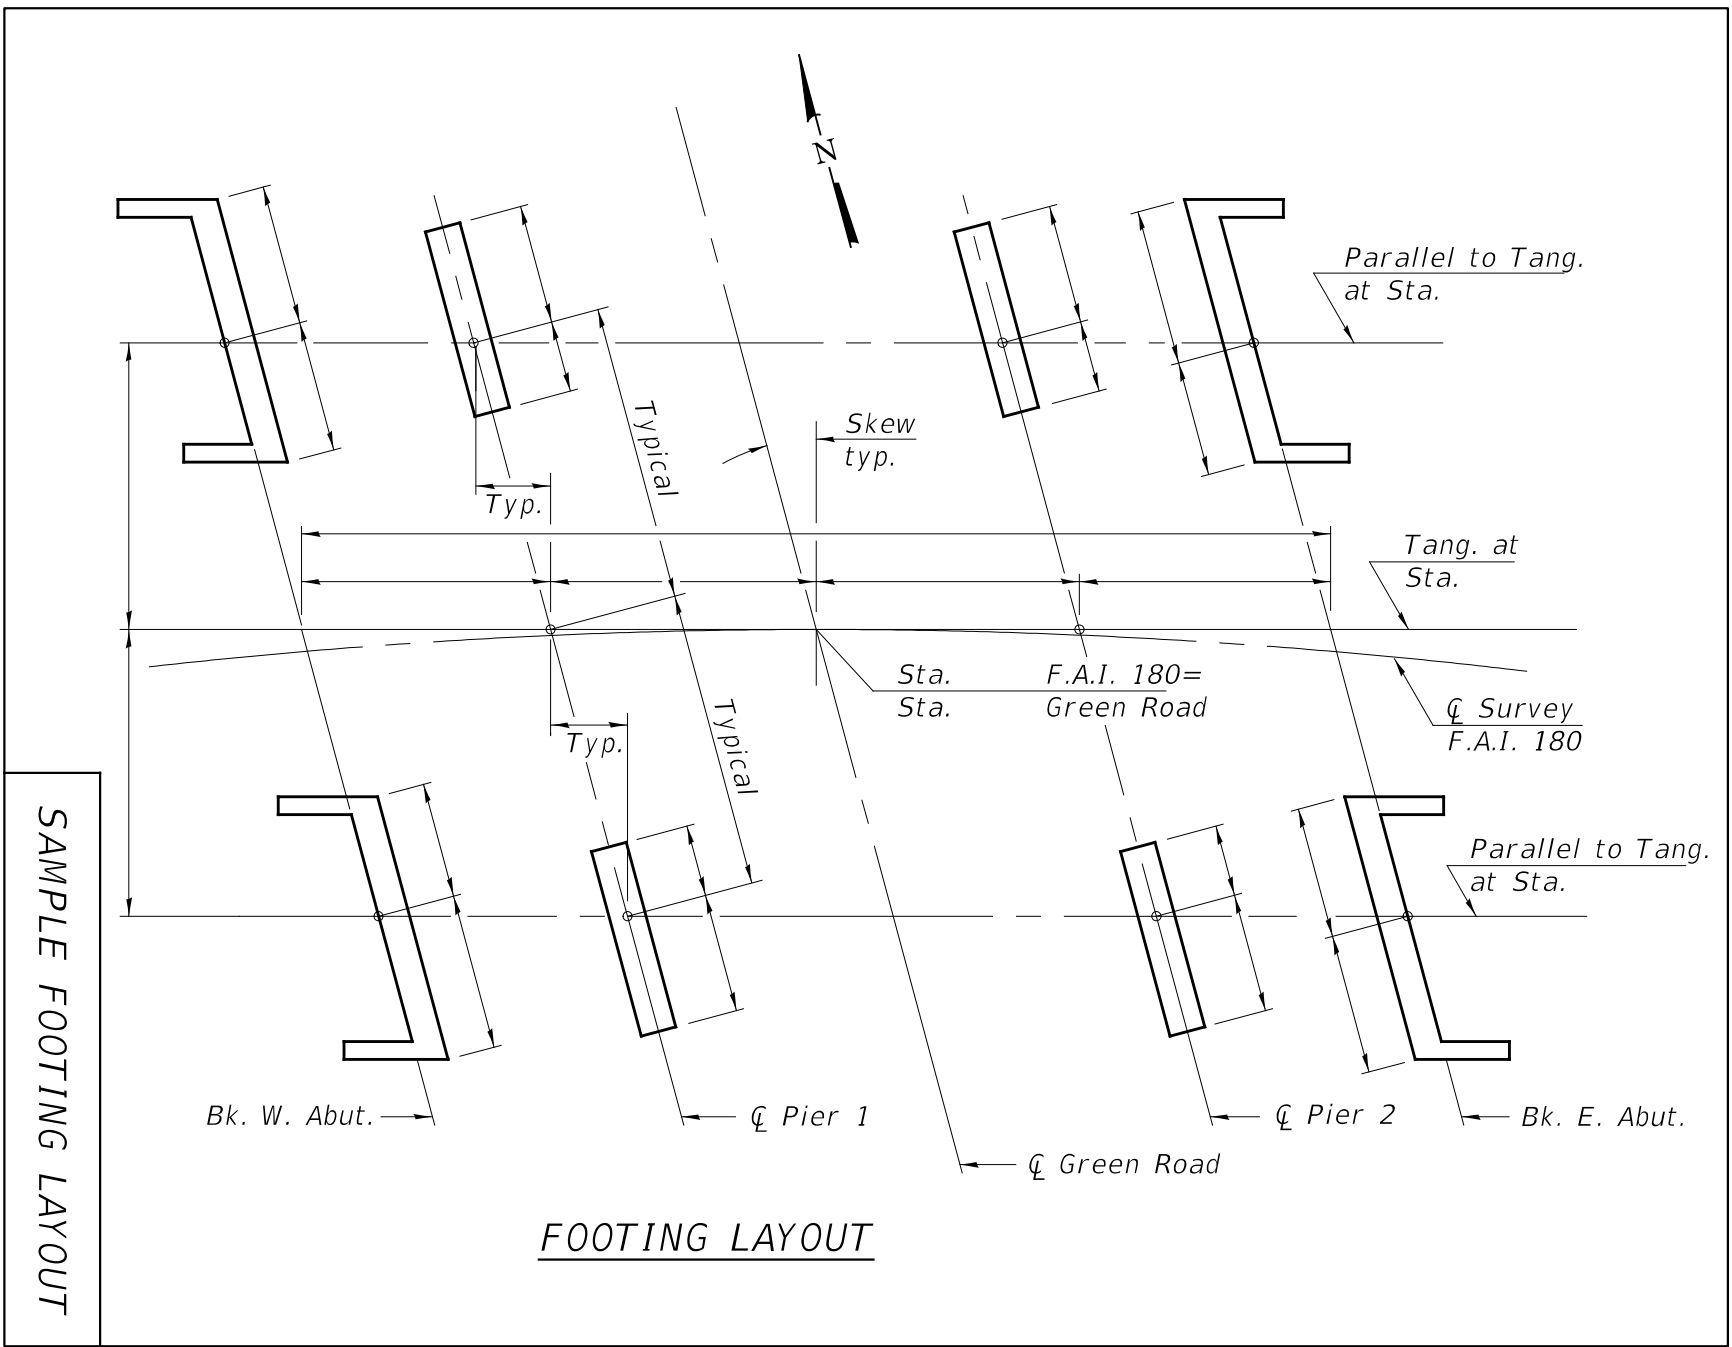 N
Parallel to Tang.
at Sta.
Typical
Skew
typ.
Typ.
Tang. at
Sta.
Sta. F.A.I. 180=
Sta. Green Road
℄ Survey
F.A.I. 180
Typ.
Typical
Parallel to Tang.
at Sta.
Bk. W. Abut.
℄ Pier 1
℄ Pier 2
Bk. E. Abut.
℄ Green Road
FOOTING LAYOUT
SAMPLE FOOTING LAYOUT